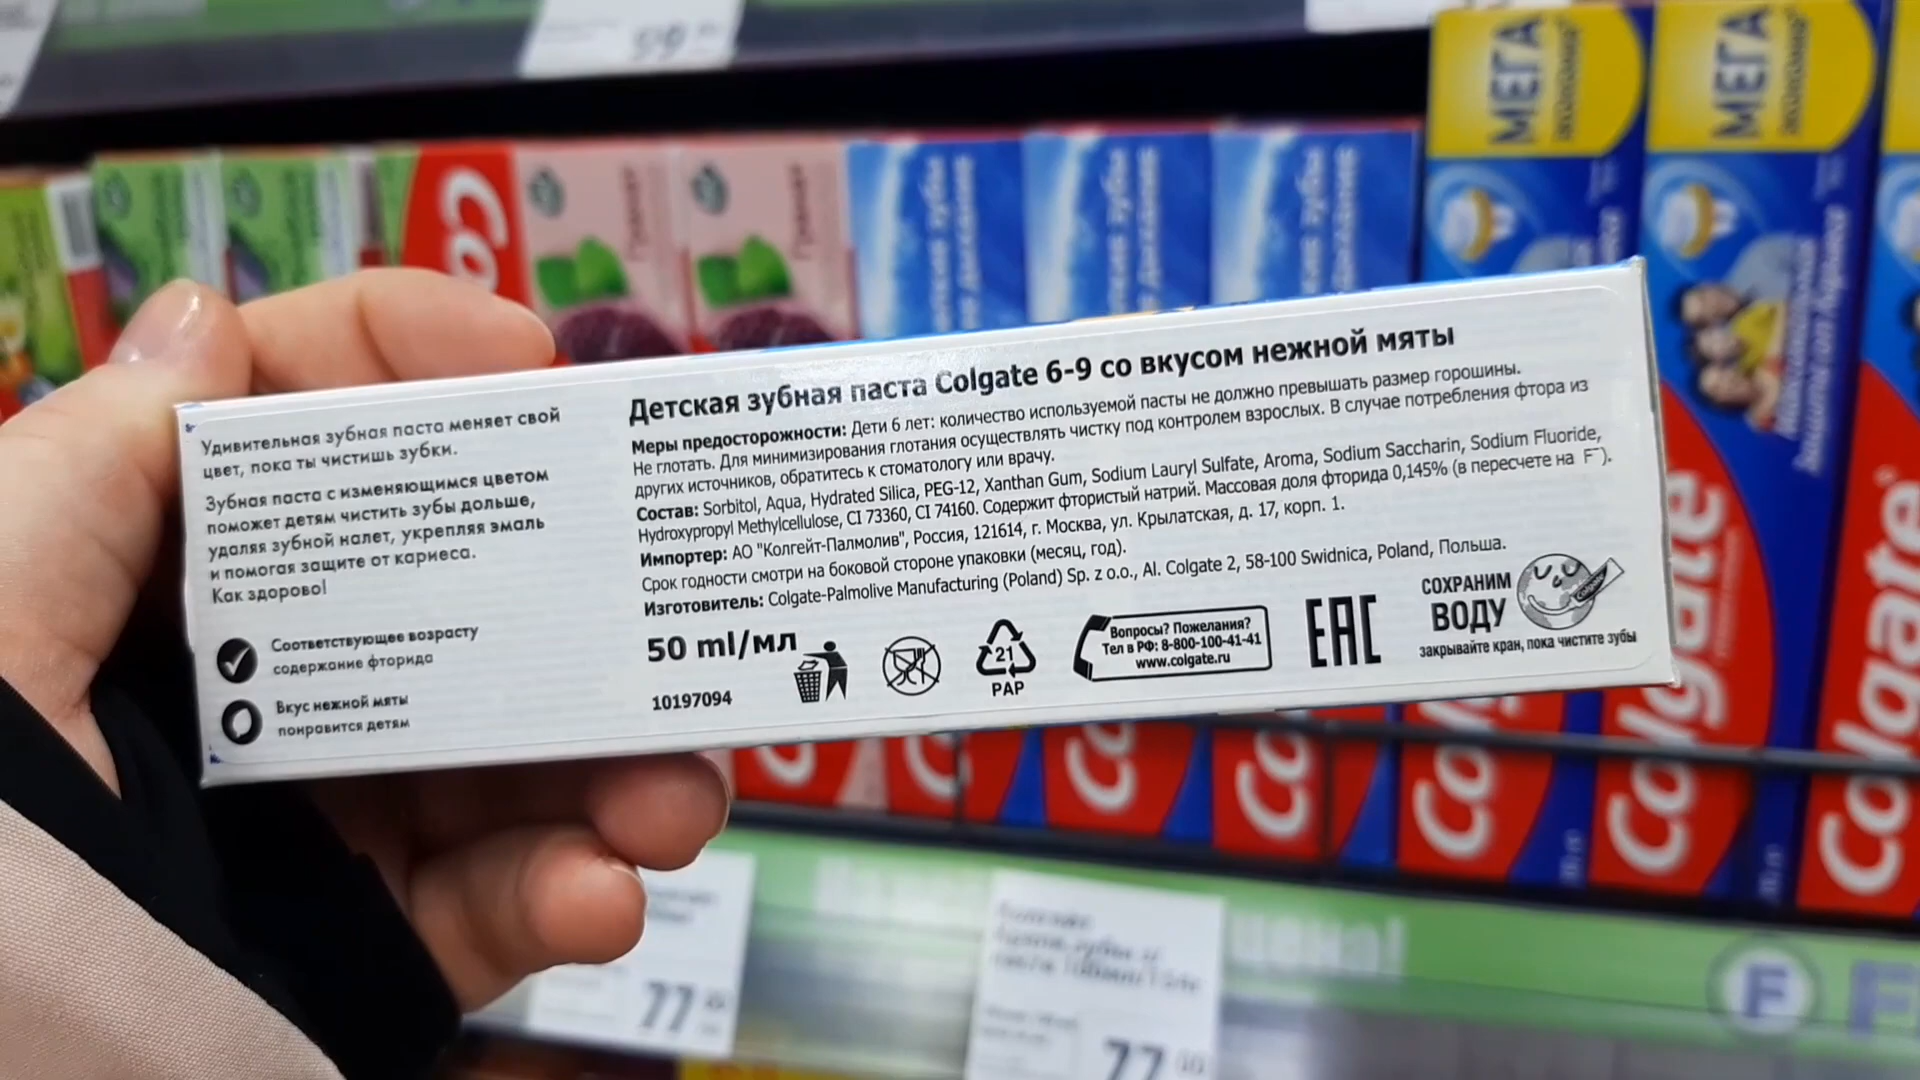 59
МЕГА
экономия
МЕГА
экономия
Гранат
Гранат
Удивительная зубная паста меняет свой
цвет, пока ты чистишь зубы.
Зубная паста с изменяющимся цветом
поможет детям чистить зубы дольше,
удаляя зубной налет, укрепляя эмаль
и помогая защите от кариеса.
Как здорово!
Соответствующее возрасту
содержание фторида
Вкус нежной мяты
понравится детям
Детская зубная паста Colgate 6-9 со вкусом нежной мяты
Меры предосторожности: Дети 6 лет: количество используемой пасты не должно превышать размер горошины.
Не глотать. Для минимизирования глотания осуществлять чистку под контролем взрослых. В случае потребления фтора из
других источников, обратитесь к стоматологу или врачу.
Состав: Sorbitol, Aqua, Hydrated Silica, PEG-12, Xanthan Gum, Sodium Lauryl Sulfate, Aroma, Sodium Saccharin, Sodium Fluoride,
Hydroxypropyl Methylcellulose, CI 73360, CI 74160. Содержит фтористый натрий. Массовая доля фторида 0,145% (в пересчете на F⁻).
Импортер: АО "Колгейт-Палмолив", Россия, 121614, г. Москва, ул. Крылатская, д. 17, корп. 1.
Срок годности смотри на боковой стороне упаковки (месяц, год).
Изготовитель: Colgate-Palmolive Manufacturing (Poland) Sp. z o.o., Al. Colgate 2, 58-100 Swidnica, Poland, Польша.
50 ml/мл
10197094
21
PAP
Вопросы? Пожелания?
Тел в РФ: 8-800-100-41-41
www.colgate.ru
EAC
СОХРАНИМ
ВОДУ
закрывайте кран, пока чистите зубы
Colgate
Colgate
Colgate
цена!
77
77